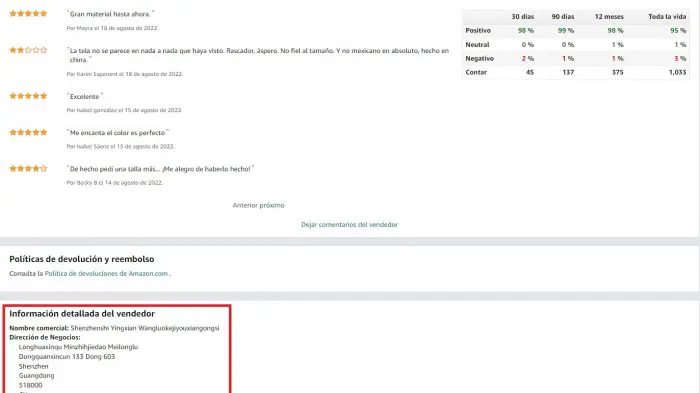 "Gran material hasta ahora."
Por Mayra el 18 de agosto de 2022.
"La tela no se parece en nada a nada que haya visto. Rascador, áspero. No fiel al tamaño. Y no mexicano en absoluto, hecho en
china."
Por Karen Esperient el 18 de agosto de 2022.
"Excelente"
Por Isabel gonzález el 15 de agosto de 2022.
"Me encanta el color es perfecto"
Por Isabel Sáenz el 15 de agosto de 2022.
"De hecho pedí una talla más... ¡Me alegro de haberlo hecho!"
Por Becky B el 14 de agosto de 2022.
Anterior próximo
Dejar comentarios del vendedor
30 dias 90 dias 12 meses Toda la vida
Positivo 98 % 99 % 98 % 95 %
Neutral 0 % 0 % 1 % 1 %
Negativo 2 % 1 % 1 % 3 %
Contar 45 137 375 1,033
Políticas de devolución y reembolso
Consulta la Política de devoluciones de Amazon.com .
Información detallada del vendedor
Nombre comercial: Shenzhenshi Yingxian Wangluokejiyouxiangongsi
Dirección de Negocios:
Longhuaxinqu Minzhihjiedao Meilonglu
Dongquanxincun 133 Dong 603
Shenzhen
Guangdong
518000